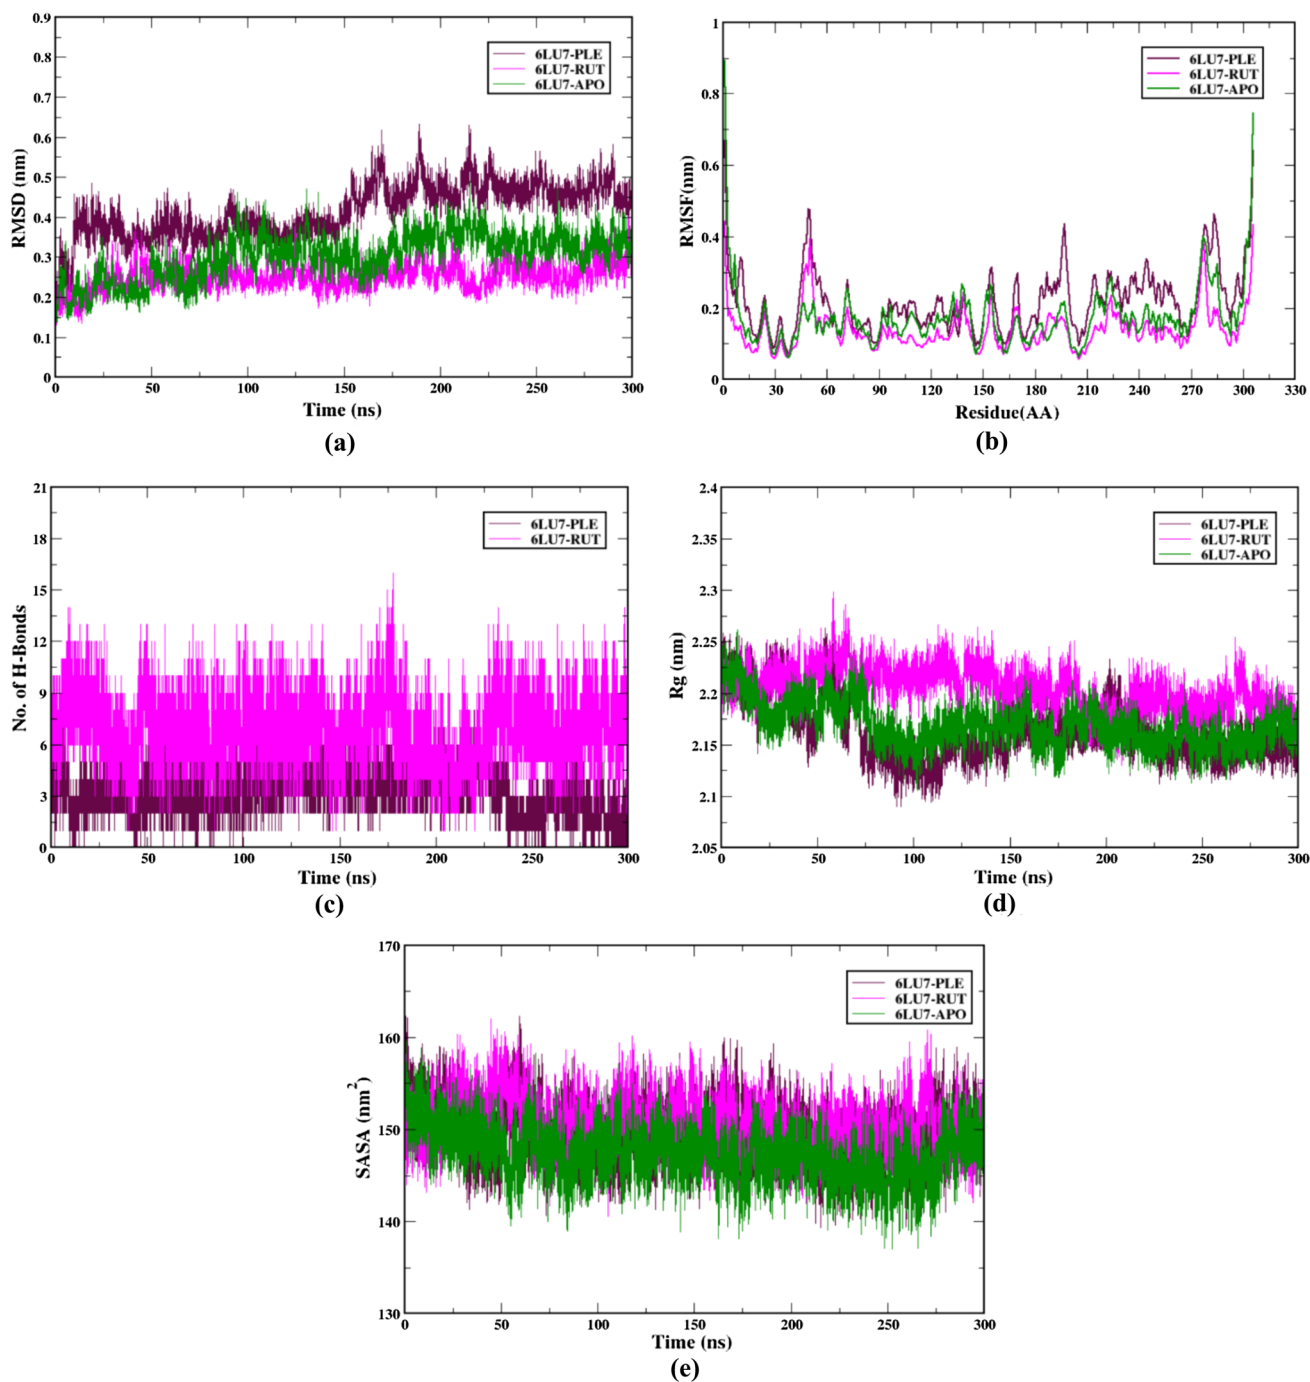 0.9
0.8
0.7
0.6
0.5
0.4
0.3
0.2
0.1
0
RMSD (nm)
6LU7-PLE
6LU7-RUT
6LU7-APO
0 50 100 150 200 250 300
Time (ns)
(a)
1
0.8
0.6
0.4
0.2
0
RMSF(nm)
6LU7-PLE
6LU7-RUT
6LU7-APO
0 30 60 90 120 150 180 210 240 270 300 330
Residue(AA)
(b)
21
18
15
12
9
6
3
0
No. of H-Bonds
6LU7-PLE
6LU7-RUT
0 50 100 150 200 250 300
Time (ns)
(c)
2.4
2.35
2.3
2.25
2.2
2.15
2.1
2.05
Rg (nm)
6LU7-PLE
6LU7-RUT
6LU7-APO
0 50 100 150 200 250 300
Time (ns)
(d)
170
160
150
140
130
SASA (nm²)
6LU7-PLE
6LU7-RUT
6LU7-APO
0 50 100 150 200 250 300
Time (ns)
(e)